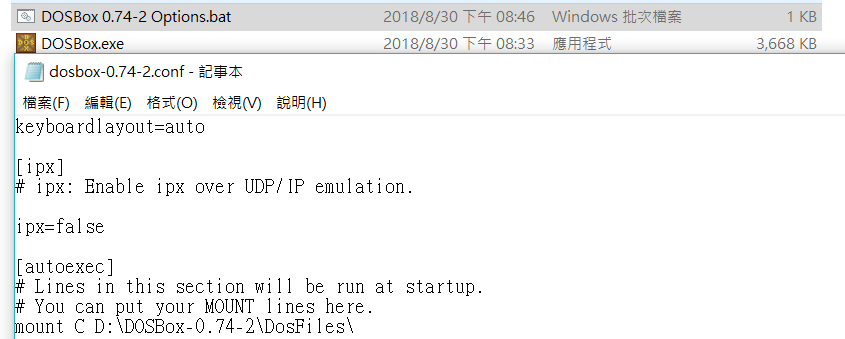 DOSBox 0.74-2 Options.bat 2018/8/30 下午 08:46 Windows 批次檔案 1 KB
DOSBox.exe 2018/8/30 下午 08:33 應用程式 3,668 KB
dosbox-0.74-2.conf - 記事本
檔案(F) 編輯(E) 格式(O) 檢視(V) 說明(H)
keyboardlayout=auto
[ipx]
# ipx: Enable ipx over UDP/IP emulation.
ipx=false
[autoexec]
# Lines in this section will be run at startup.
# You can put your MOUNT lines here.
mount C D:\DOSBox-0.74-2\DosFiles\